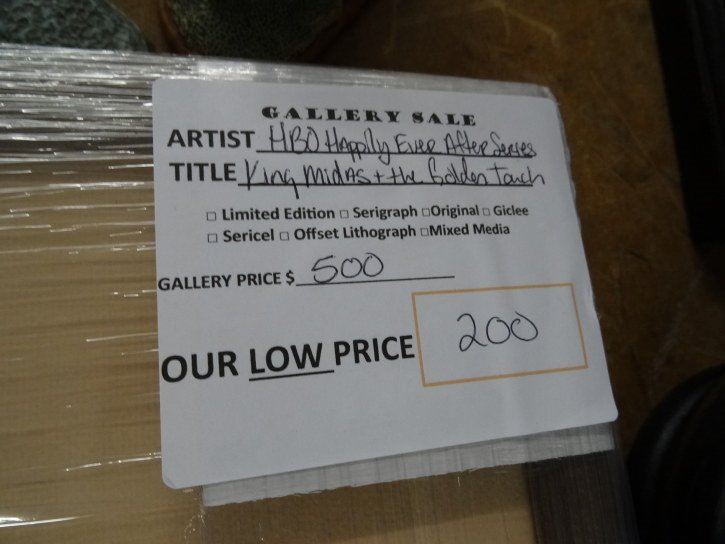 GALLERY SALE
ARTIST HBO Happily Ever After Series
TITLE King Midas + the Golden Touch
□ Limited Edition □ Serigraph □Original □ Giclee
□ Sericel □ Offset Lithograph □Mixed Media
GALLERY PRICE $ 500
OUR LOW PRICE 200